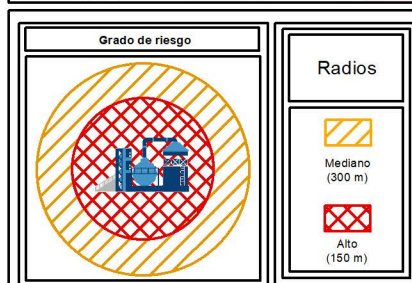 Grado de riesgo
Radios
Mediano
(300 m)
Alto
(150 m)